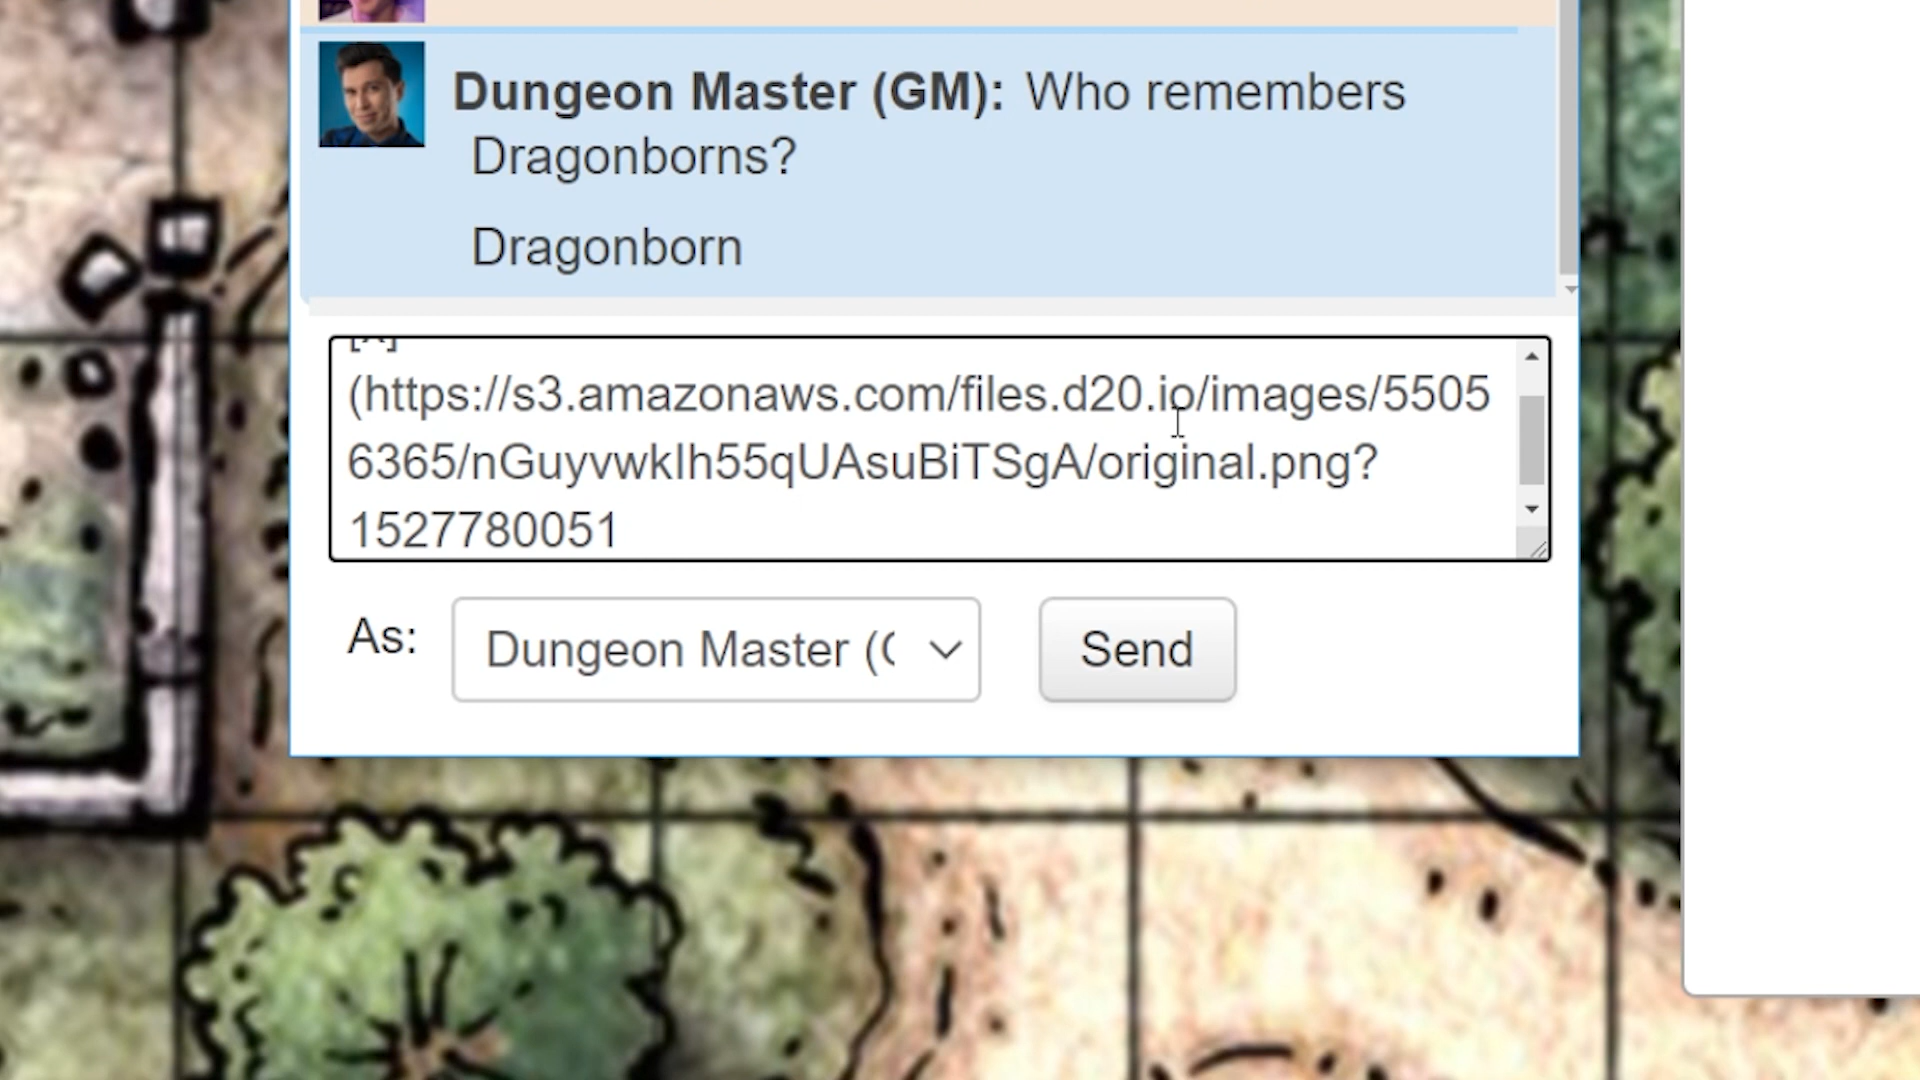 Dungeon Master (GM): Who remembers
Dragonborns?
Dragonborn
(https://s3.amazonaws.com/files.d20.io/images/5505
6365/nGuyvwkIh55qUAsuBiTSgA/original.png?
1527780051
As:
Dungeon Master (
Send